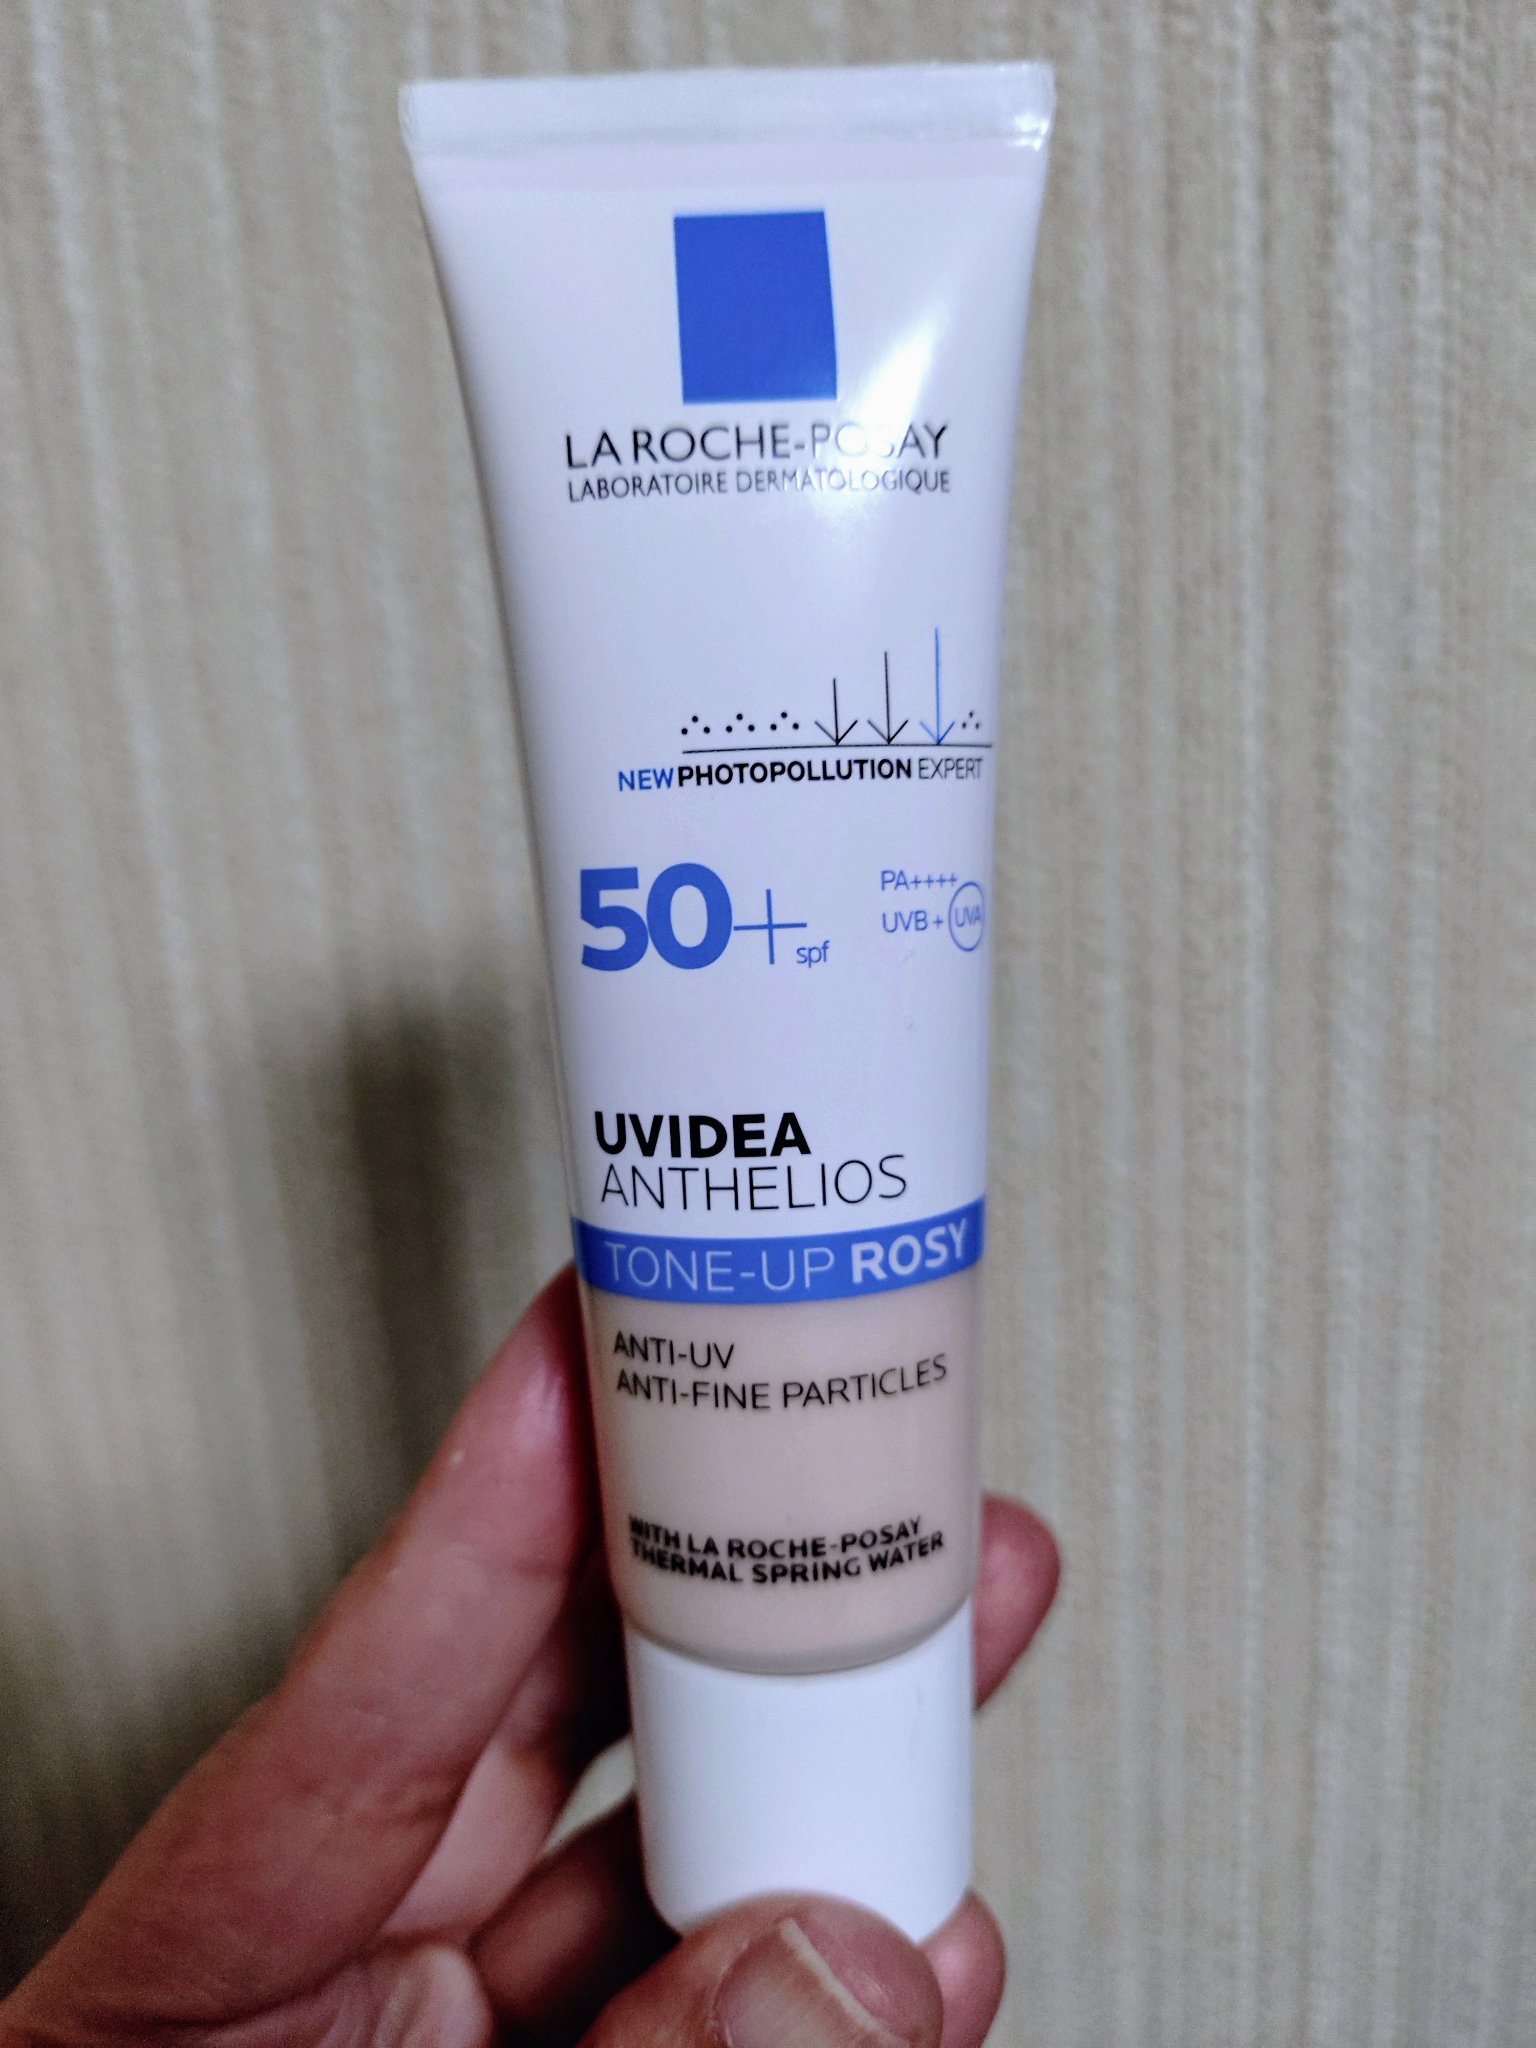 LA ROCHE-POSAY
LABORATOIRE DERMATOLOGIQUE
NEW PHOTOPOLLUTION EXPERT
50+ spf
PA++++
UVB + UVA
UVIDEA
ANTHELIOS
TONE-UP ROSY
ANTI-UV
ANTI-FINE PARTICLES
WITH LA ROCHE-POSAY
THERMAL SPRING WATER